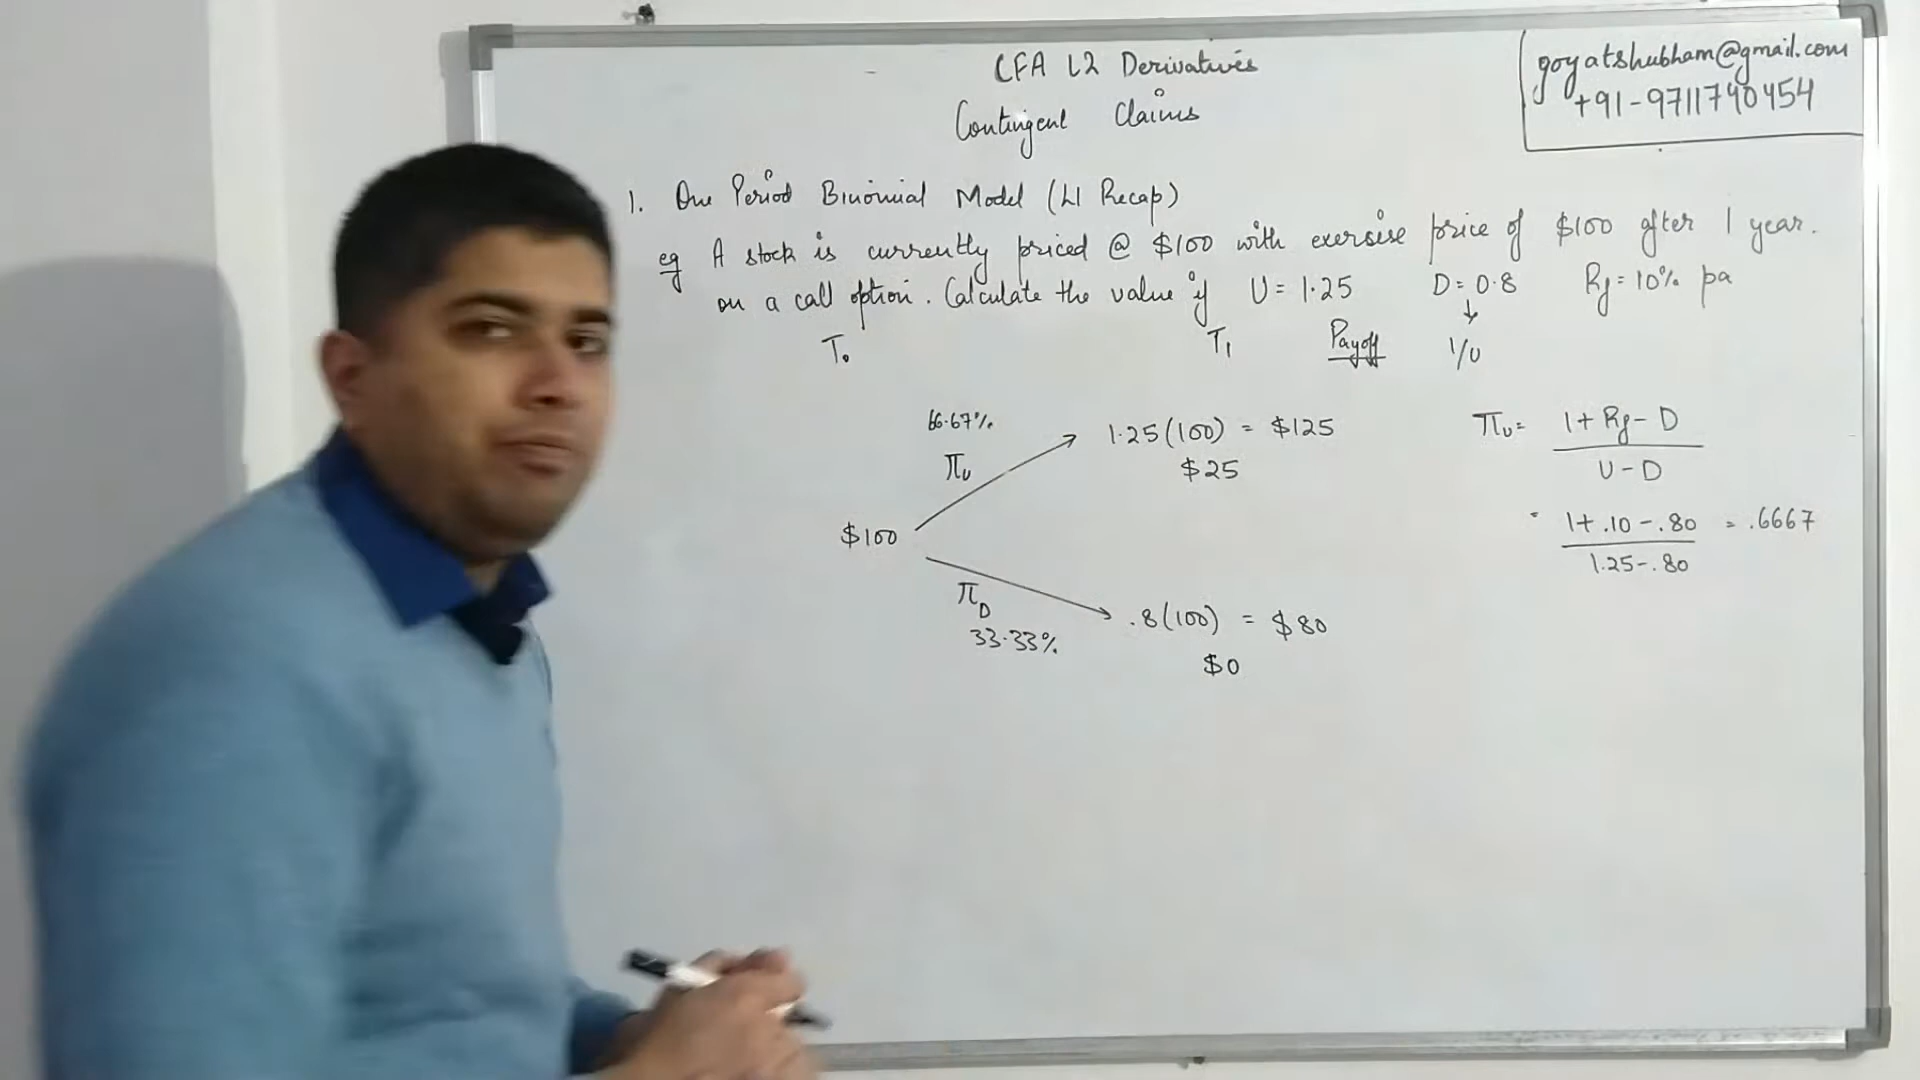 CFA L2 Derivatives
Contingent Claims
goyatshubham@gmail.com
+91-9711740454
1. One Period Binomial Model (L1 Recap)
eg A stock is currently priced @ $100 with exersise price of $100 after 1 year.
on a call option. Calculate the value if U = 1.25 D = 0.8 Rf = 10% pa
T₀ T₁ Payoff 1/U
66.67%
πU
1.25(100) = $125
$25
$100
πD
33.33%
.8(100) = $80
$0
πU = 1 + Rf - D
U - D
= 1 + .10 - .80 = .6667
1.25 - .80